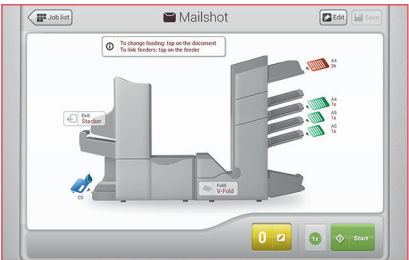 Job list
Mailshot
Edit
Save
To change loading: tap on the document
To link feeders: tap on the feeder
A4
2x
Exit
Stacker
A4
1x
A5
1x
A5
1x
Fold
V-Fold
C5
0
1x
Start